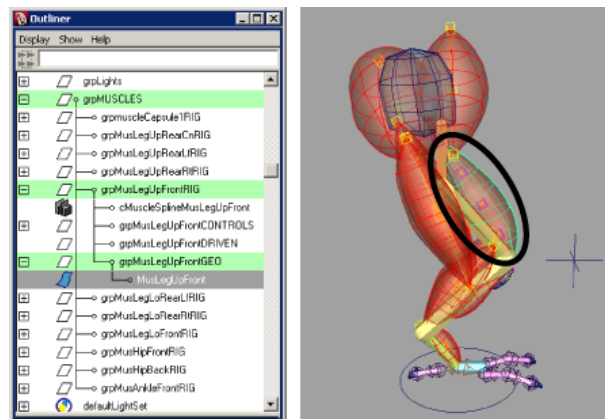 Outliner
Display Show Help
grpLights
grpMUSCLES
grpmuscleCapsule1RIG
grpMusLegUpRearCnRIG
grpMusLegUpRearLfRIG
grpMusLegUpRearRtRIG
grpMusLegUpFrontRIG
cMuscleSplineMusLegUpFront
grpMusLegUpFrontCONTROLS
grpMusLegUpFrontDRIVEN
grpMusLegUpFrontGEO
MusLegUpFront
grpMusLegLoRearLfRIG
grpMusLegLoRearRtRIG
grpMusLegLoFrontRIG
grpMusHipFrontRIG
grpMusHipBackRIG
grpMusAnkleFrontRIG
defaultLightSet